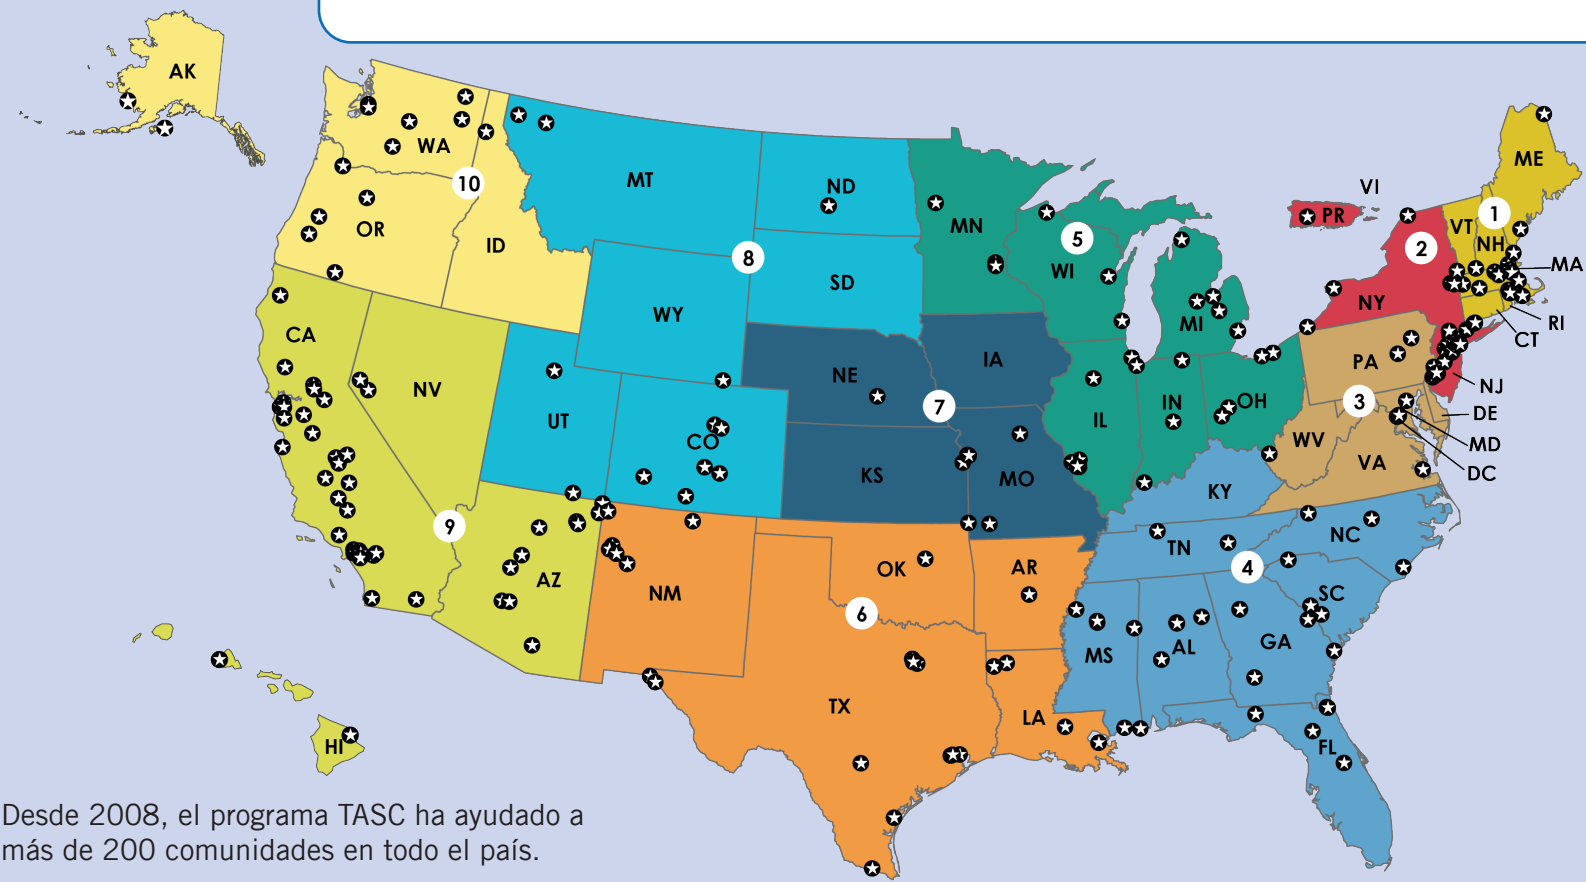 AK
WA
10
MT
ND
MN
5
WI
MI
VI
PR
ME
1
VT
NH
2
MA
NY
RI
CT
OR
ID
8
SD
WY
CA
NV
NE
IA
7
PA
NJ
3
DE
MD
DC
UT
CO
KS
MO
IL
IN
OH
WV
VA
KY
9
AZ
NM
OK
AR
TN
NC
4
SC
6
TX
LA
MS
AL
GA
FL
HI
Desde 2008, el programa TASC ha ayudado a
más de 200 comunidades en todo el país.